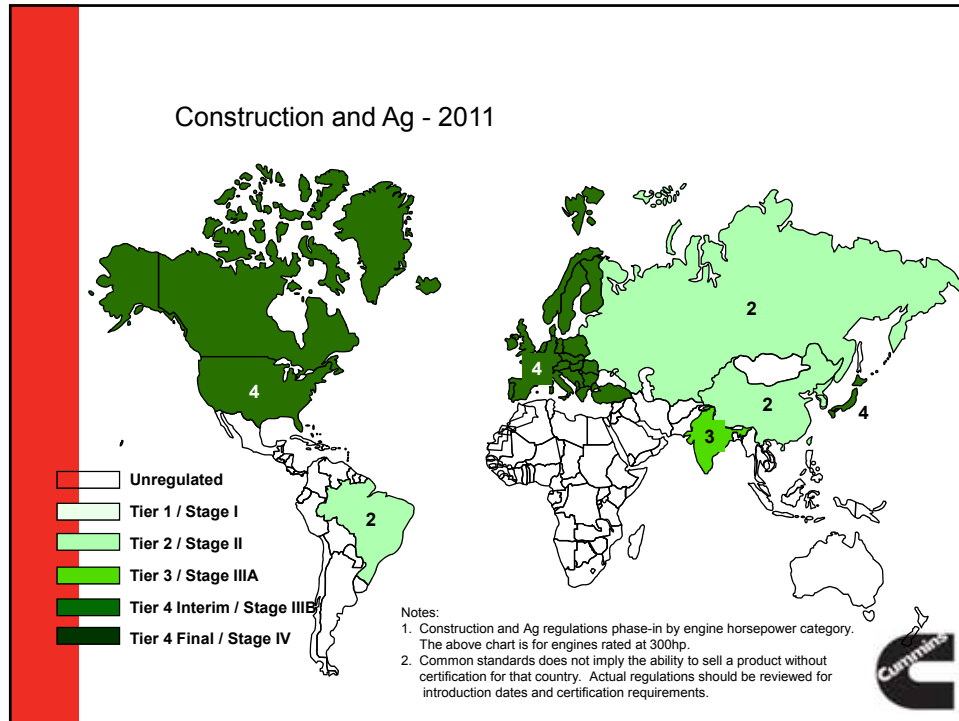 Construction and Ag - 2011
4
4
2
2
3
4
2
Unregulated
Tier 1 / Stage I
Tier 2 / Stage II
Tier 3 / Stage IIIA
Tier 4 Interim / Stage IIIB
Tier 4 Final / Stage IV
Notes:
1. Construction and Ag regulations phase-in by engine horsepower category.
The above chart is for engines rated at 300hp.
2. Common standards does not imply the ability to sell a product without
certification for that country. Actual regulations should be reviewed for
introduction dates and certification requirements.
Cummins